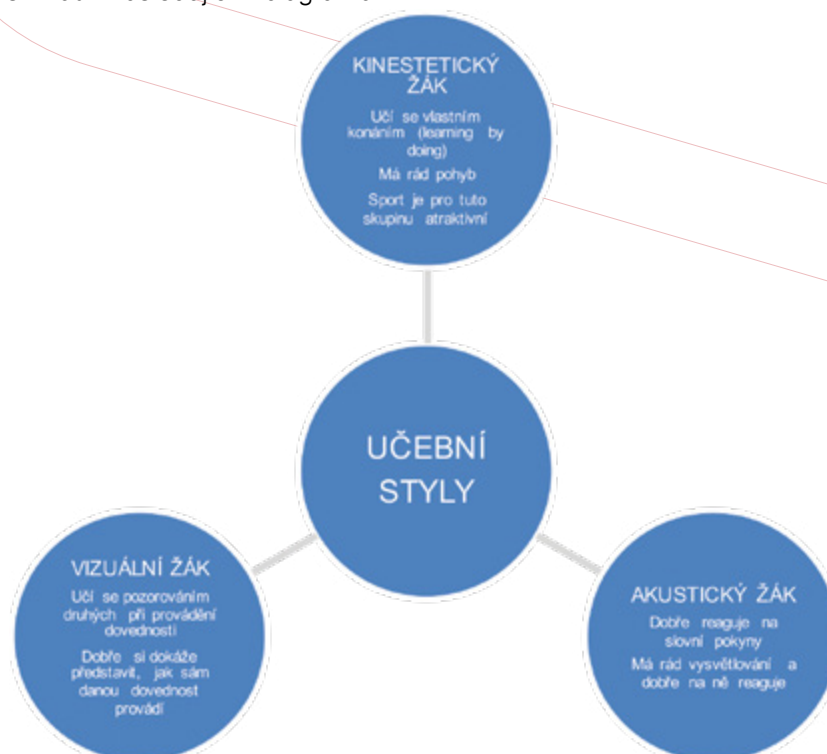 KINESTETICKÝ
ŽÁK
Učí se vlastním
konáním (learning by
doing)
Má rád pohyb
Sport je pro tuto
skupinu atraktivní
UČEBNÍ
STYLY
VIZUÁLNÍ ŽÁK
Učí se pozorováním
druhých při provádění
dovednosti
Dobře si dokáže
představit, jak sám
danou dovednost
provádí
AKUSTICKÝ ŽÁK
Dobře reaguje na
slovní pokyny
Má rád vysvětlování a
dobře na ně reaguje